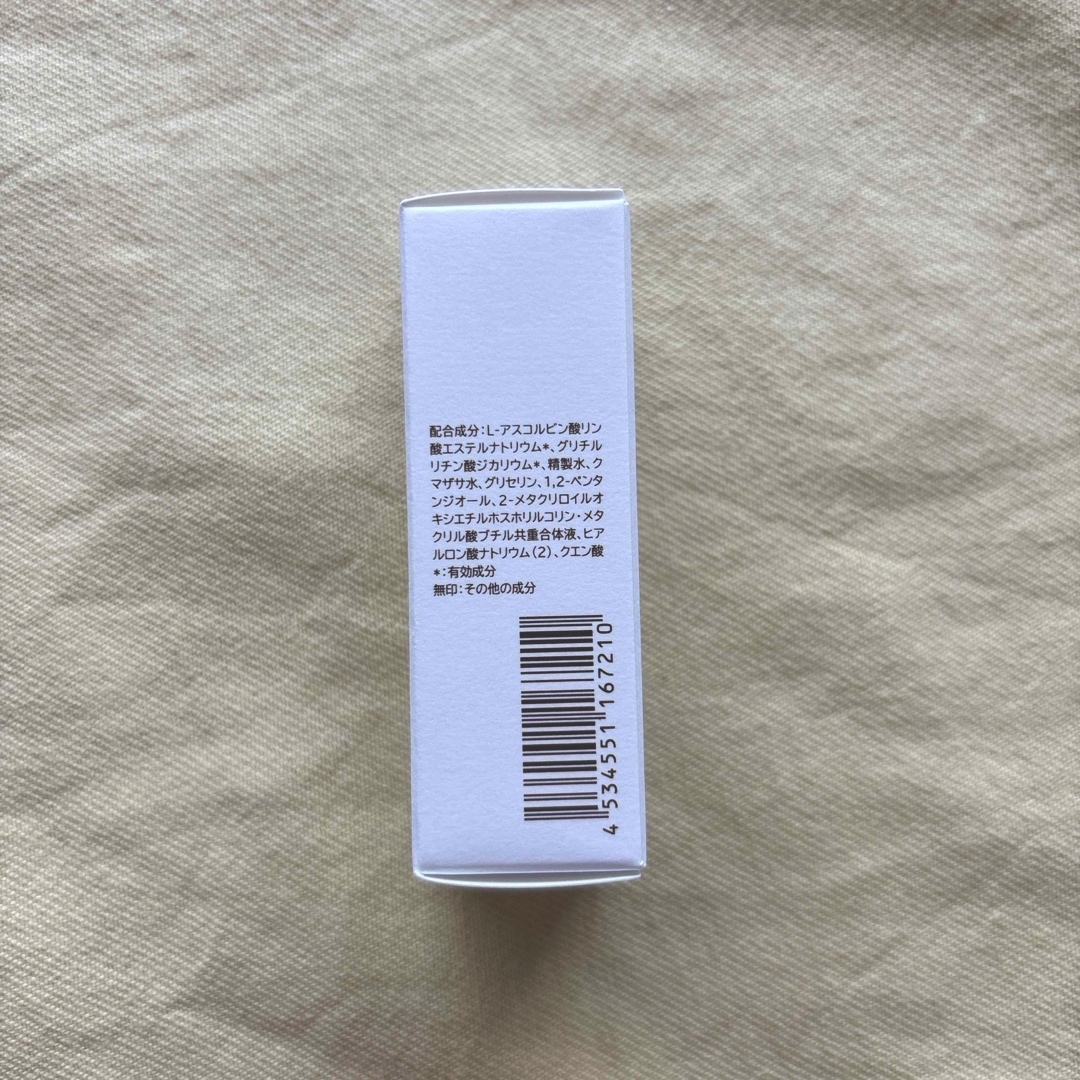 配合成分：L-アスコルビン酸リン
酸エステルナトリウム*、グリチル
リチン酸ジカリウム*、精製水、ク
マザサ水、グリセリン、1,2-ペンタ
ンジオール、2-メタクリロイルオ
キシエチルホスホリルコリン・メタ
クリル酸ブチル共重合体液、ヒア
ルロン酸ナトリウム（2）、クエン酸
*：有効成分
無印：その他の成分
4 534551 167210